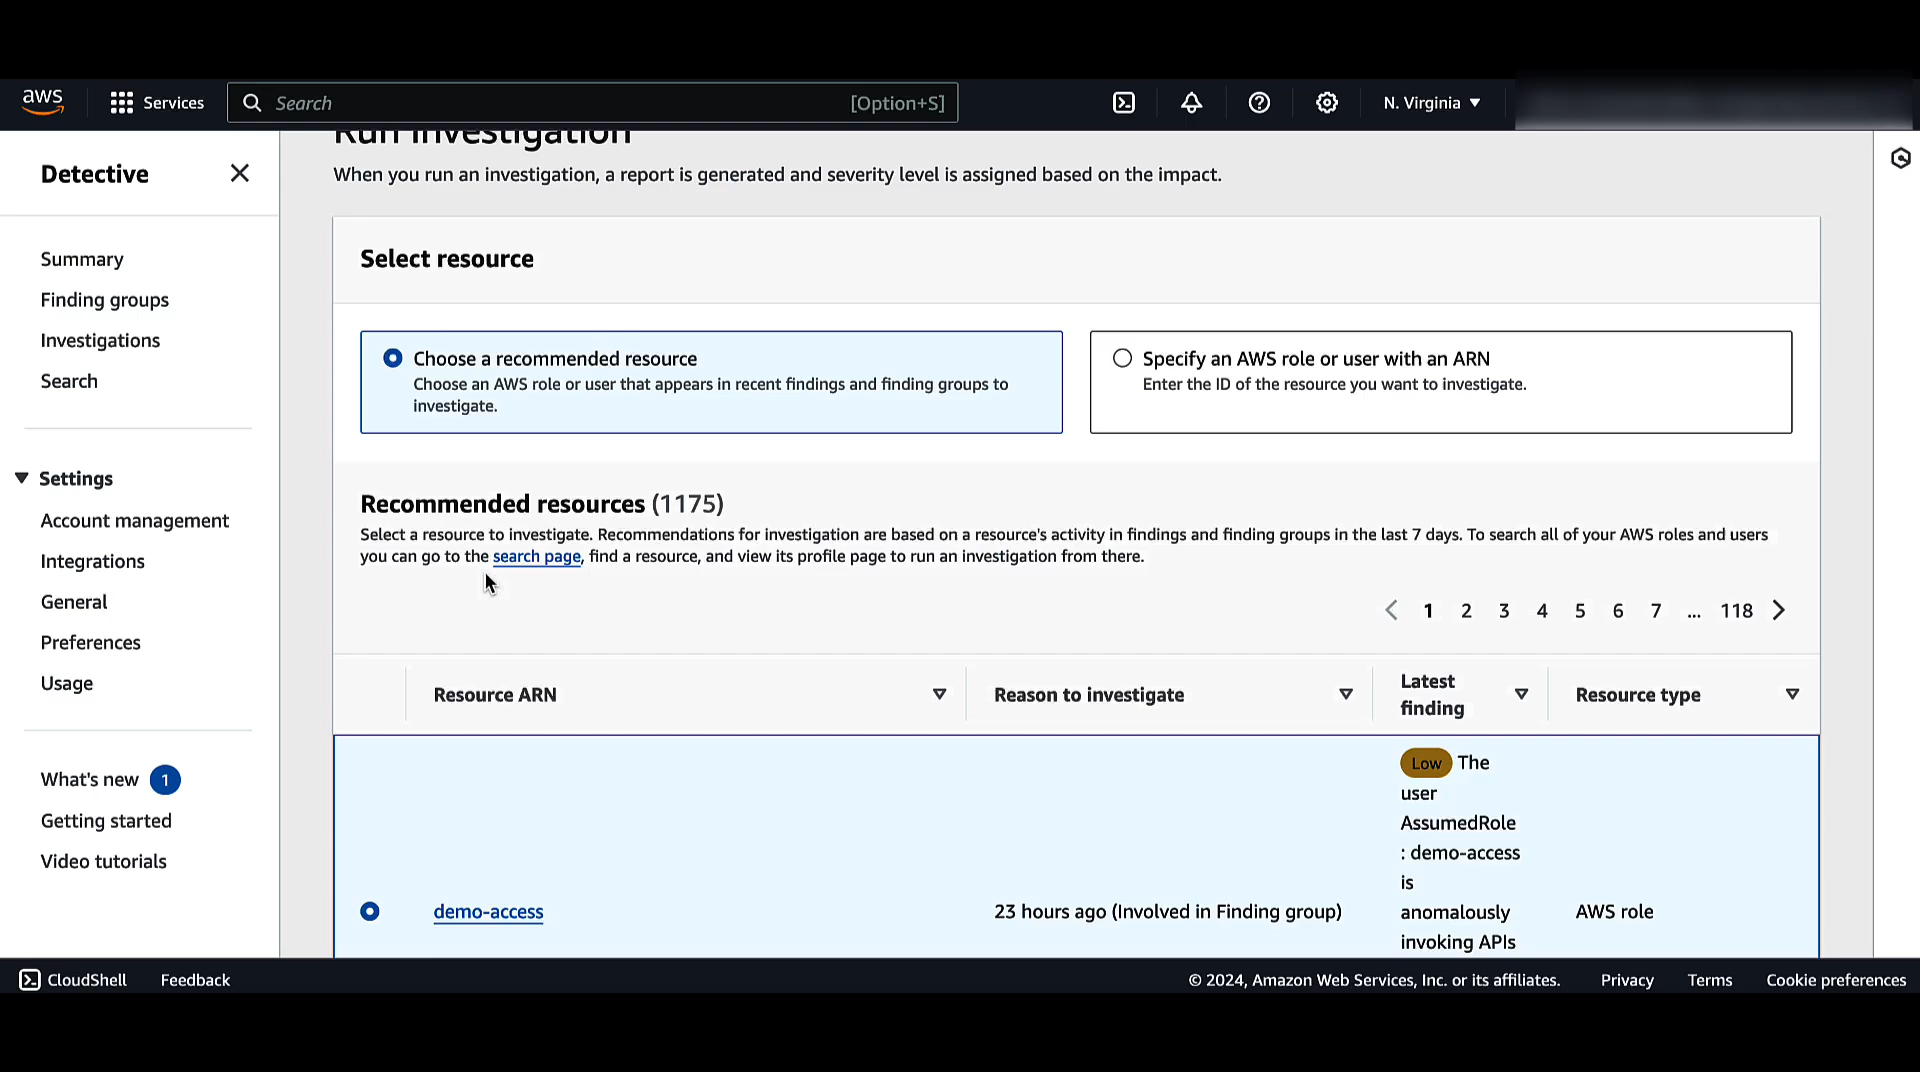 aws
Services
Search
[Option+S]
N. Virginia
Detective
Run investigation
When you run an investigation, a report is generated and severity level is assigned based on the impact.
Summary
Finding groups
Investigations
Search
Settings
Account management
Integrations
General
Preferences
Usage
What's new 1
Getting started
Video tutorials
Select resource
Choose a recommended resource
Choose an AWS role or user that appears in recent findings and finding groups to
investigate.
Specify an AWS role or user with an ARN
Enter the ID of the resource you want to investigate.
Recommended resources (1175)
Select a resource to investigate. Recommendations for investigation are based on a resource's activity in findings and finding groups in the last 7 days. To search all of your AWS roles and users
you can go to the search page, find a resource, and view its profile page to run an investigation from there.
1 2 3 4 5 6 7 ... 118
Resource ARN
Reason to investigate
Latest
finding
Resource type
demo-access
23 hours ago (Involved in Finding group)
Low The
user
AssumedRole
: demo-access
is
anomalously
invoking APIs
AWS role
CloudShell
Feedback
© 2024, Amazon Web Services, Inc. or its affiliates.
Privacy
Terms
Cookie preferences